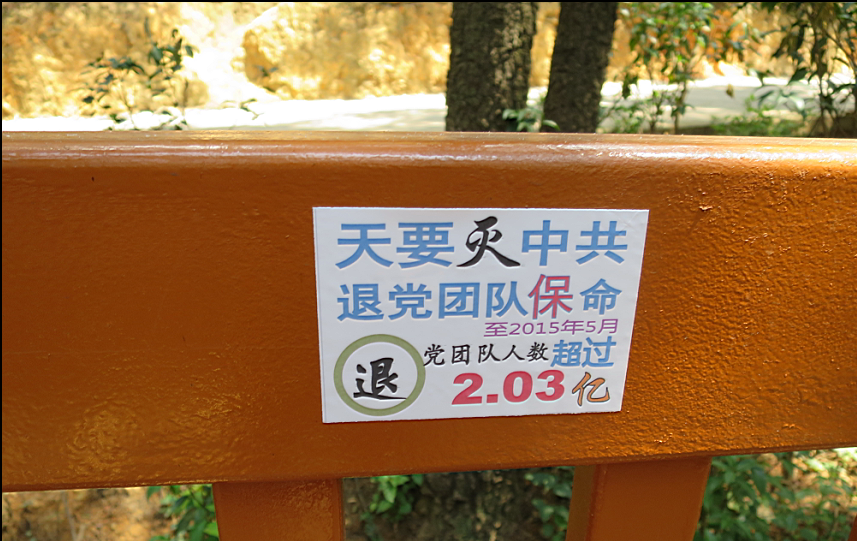 天要灭中共
退党团队保命
至2015年5月
退党团队人数超过
2.03亿